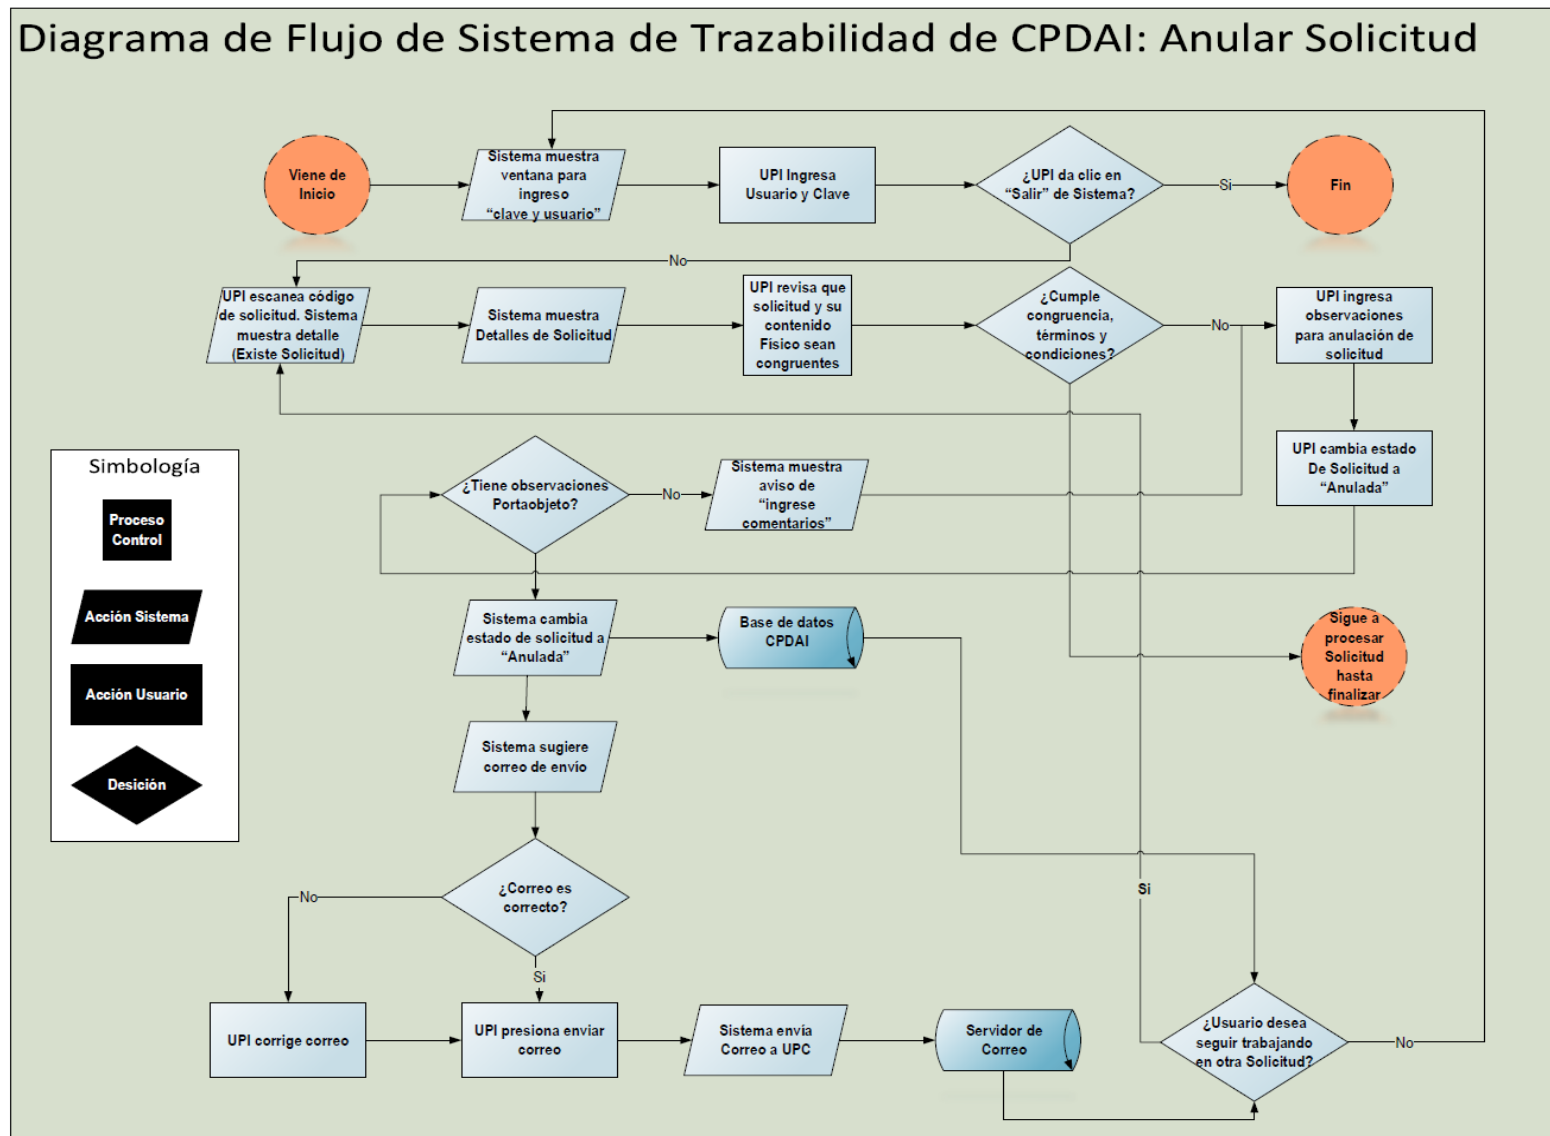 Diagrama de Flujo de Sistema de Trazabilidad de CPDAI: Anular Solicitud
Viene de
Inicio
Sistema muestra
ventana para
ingreso
“clave y usuario”
UPI Ingresa
Usuario y Clave
¿UPI da clic en
“Salir” de Sistema?
Si
Fin
No
UPI escanea código
de solicitud. Sistema
muestra detalle
(Existe Solicitud)
Sistema muestra
Detalles de Solicitud
UPI revisa que
solicitud y su
contenido
Físico sean
congruentes
¿Cumple
congruencia,
términos y
condiciones?
No
UPI ingresa
observaciones
para anulación de
solicitud
UPI cambia estado
De Solicitud a
“Anulada”
¿Tiene observaciones
Portaobjeto?
No
Sistema muestra
aviso de
“ingrese
comentarios”
Simbología
Proceso
Control
Acción Sistema
Acción Usuario
Desición
Sistema cambia
estado de solicitud a
“Anulada”
Base de datos
CPDAI
Sigue a
procesar
Solicitud
hasta
finalizar
Sistema sugiere
correo de envío
¿Correo es
correcto?
No
Si
Si
UPI corrige correo
UPI presiona enviar
correo
Sistema envía
Correo a UPC
Servidor de
Correo
¿Usuario desea
seguir trabajando
en otra Solicitud?
No